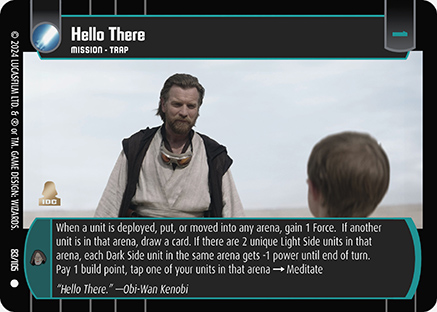 Hello There
MISSION - TRAP
IDC
When a unit is deployed, put, or moved into any arena, gain 1 Force. If another
unit is in that arena, draw a card. If there are 2 unique Light Side units in that
arena, each Dark Side unit in the same arena gets -1 power until end of turn.
Pay 1 build point, tap one of your units in that arena → Meditate
“Hello There.” —Obi-Wan Kenobi
© 2024 LUCASFILM LTD. & ® or TM. GAME DESIGN: WIZARDS.
83/105